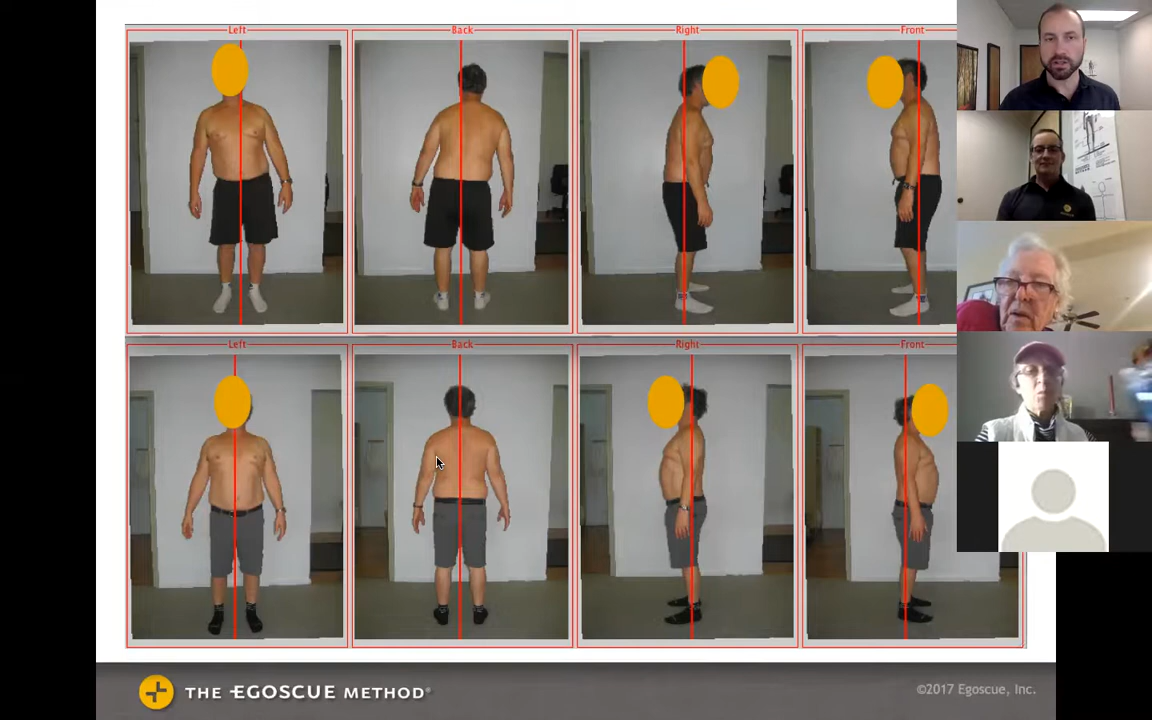 Left
Back
Right
Front
Left
Back
Right
Front
THE EGOSCUE METHOD®
©2017 Egoscue, Inc.